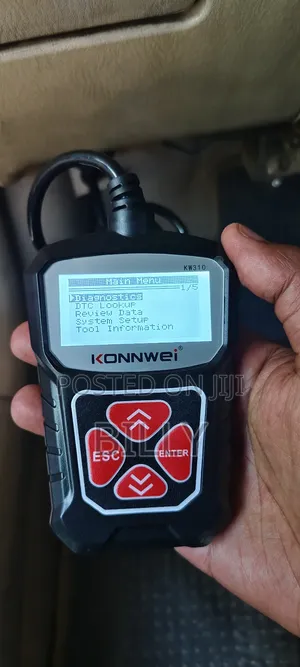 KW310
Main Menu
1/5
Diagnostics
DTC Lookup
Review Data
System Setup
Tool Information
KONNWEI
POSTED ON JIJI
BILLY
ESC
ENTER